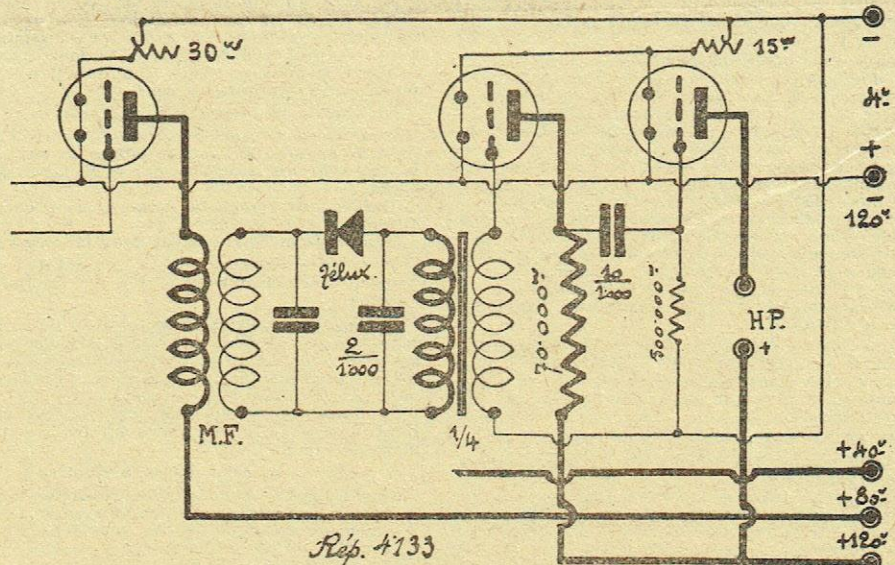 30ω
15ω
−
4v
+
−
120v
Zélux.
2/1000
10/1000
70.000ω
500.000ω
H.P.
+
M.F.
1/4
+40v
+80v
+120v
Rép. 4133